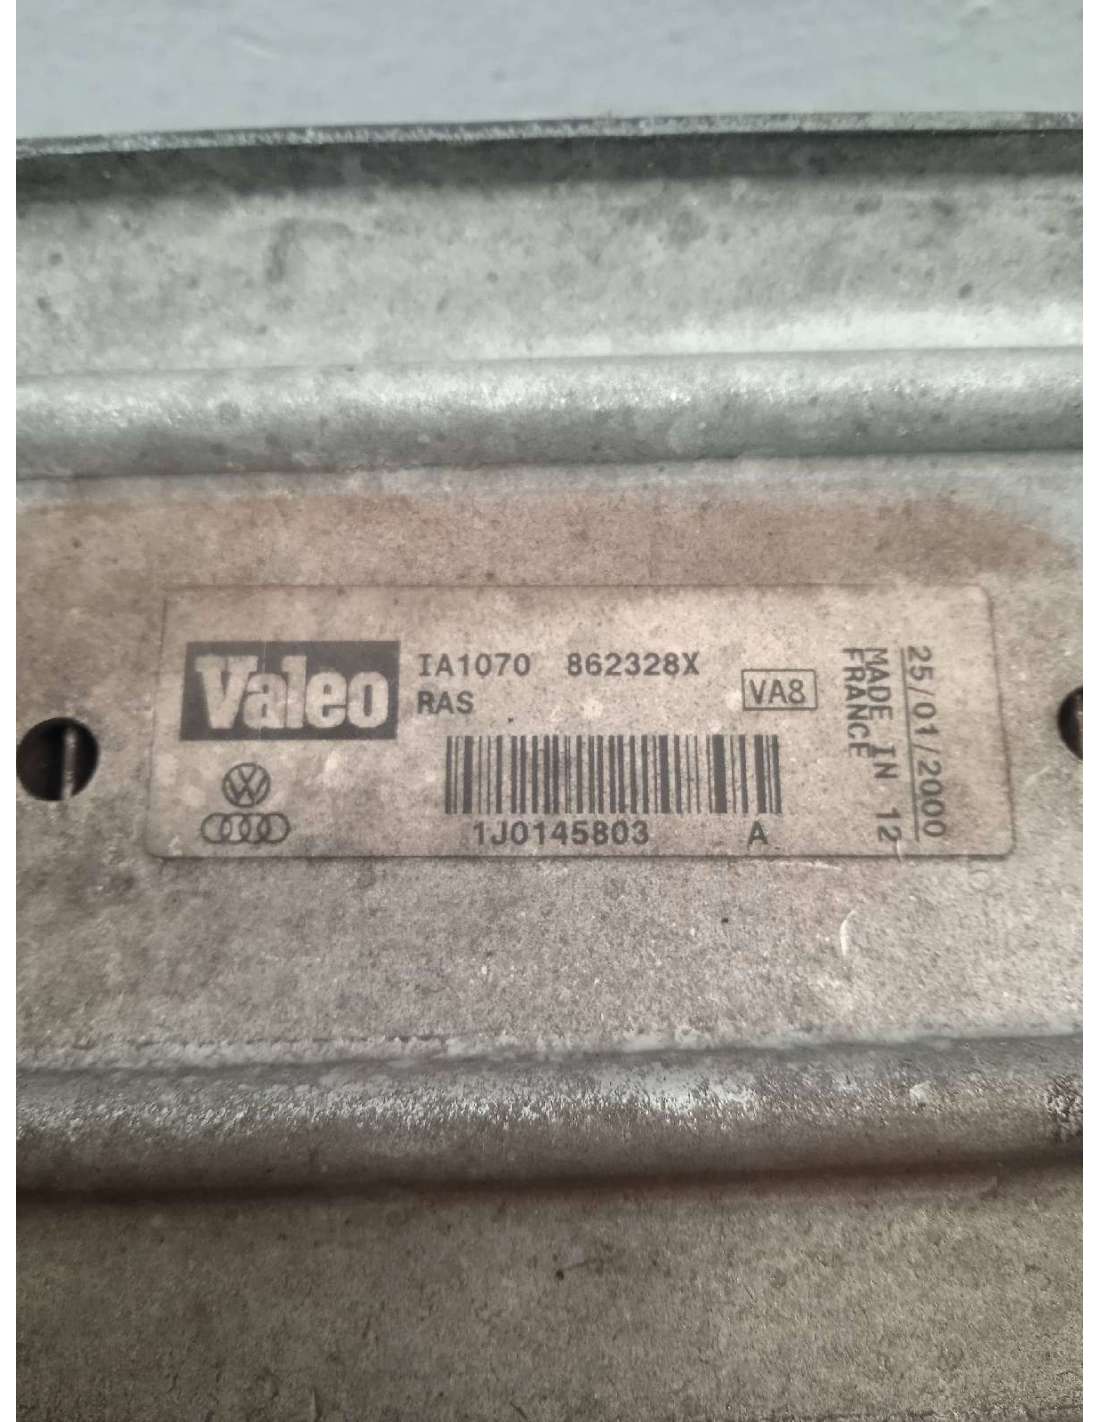 Valeo
IA1070 862328X
RAS
VA8
1J0145803 A
25/01/2000
MADE IN 12
FRANCE